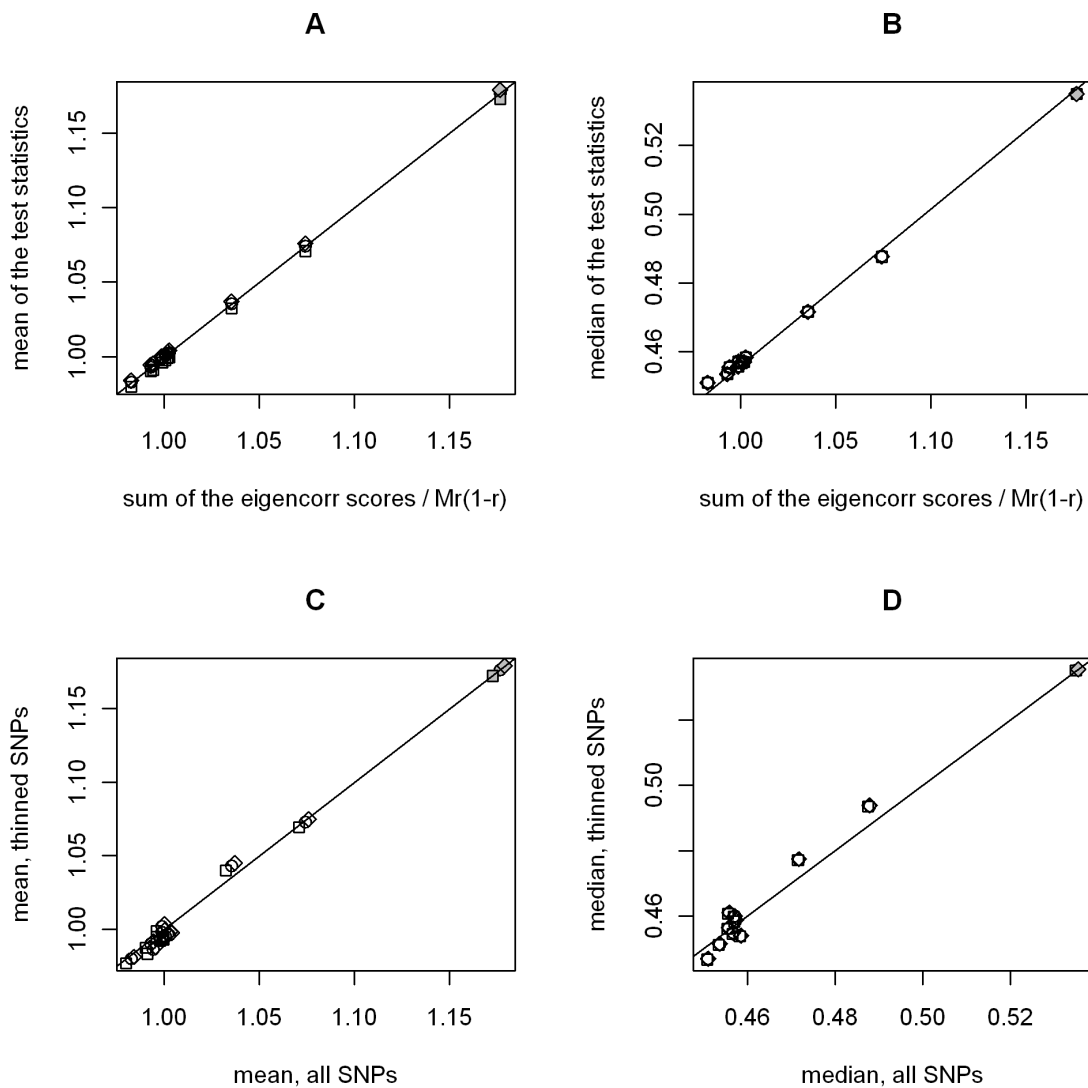 A
mean of the test statistics
1.15
1.10
1.05
1.00
1.00 1.05 1.10 1.15
sum of the eigencorr scores / Mr(1-r)
B
median of the test statistics
0.52
0.50
0.48
0.46
1.00 1.05 1.10 1.15
sum of the eigencorr scores / Mr(1-r)
C
mean, thinned SNPs
1.15
1.10
1.05
1.00
1.00 1.05 1.10 1.15
mean, all SNPs
D
median, thinned SNPs
0.50
0.46
0.46 0.48 0.50 0.52
median, all SNPs